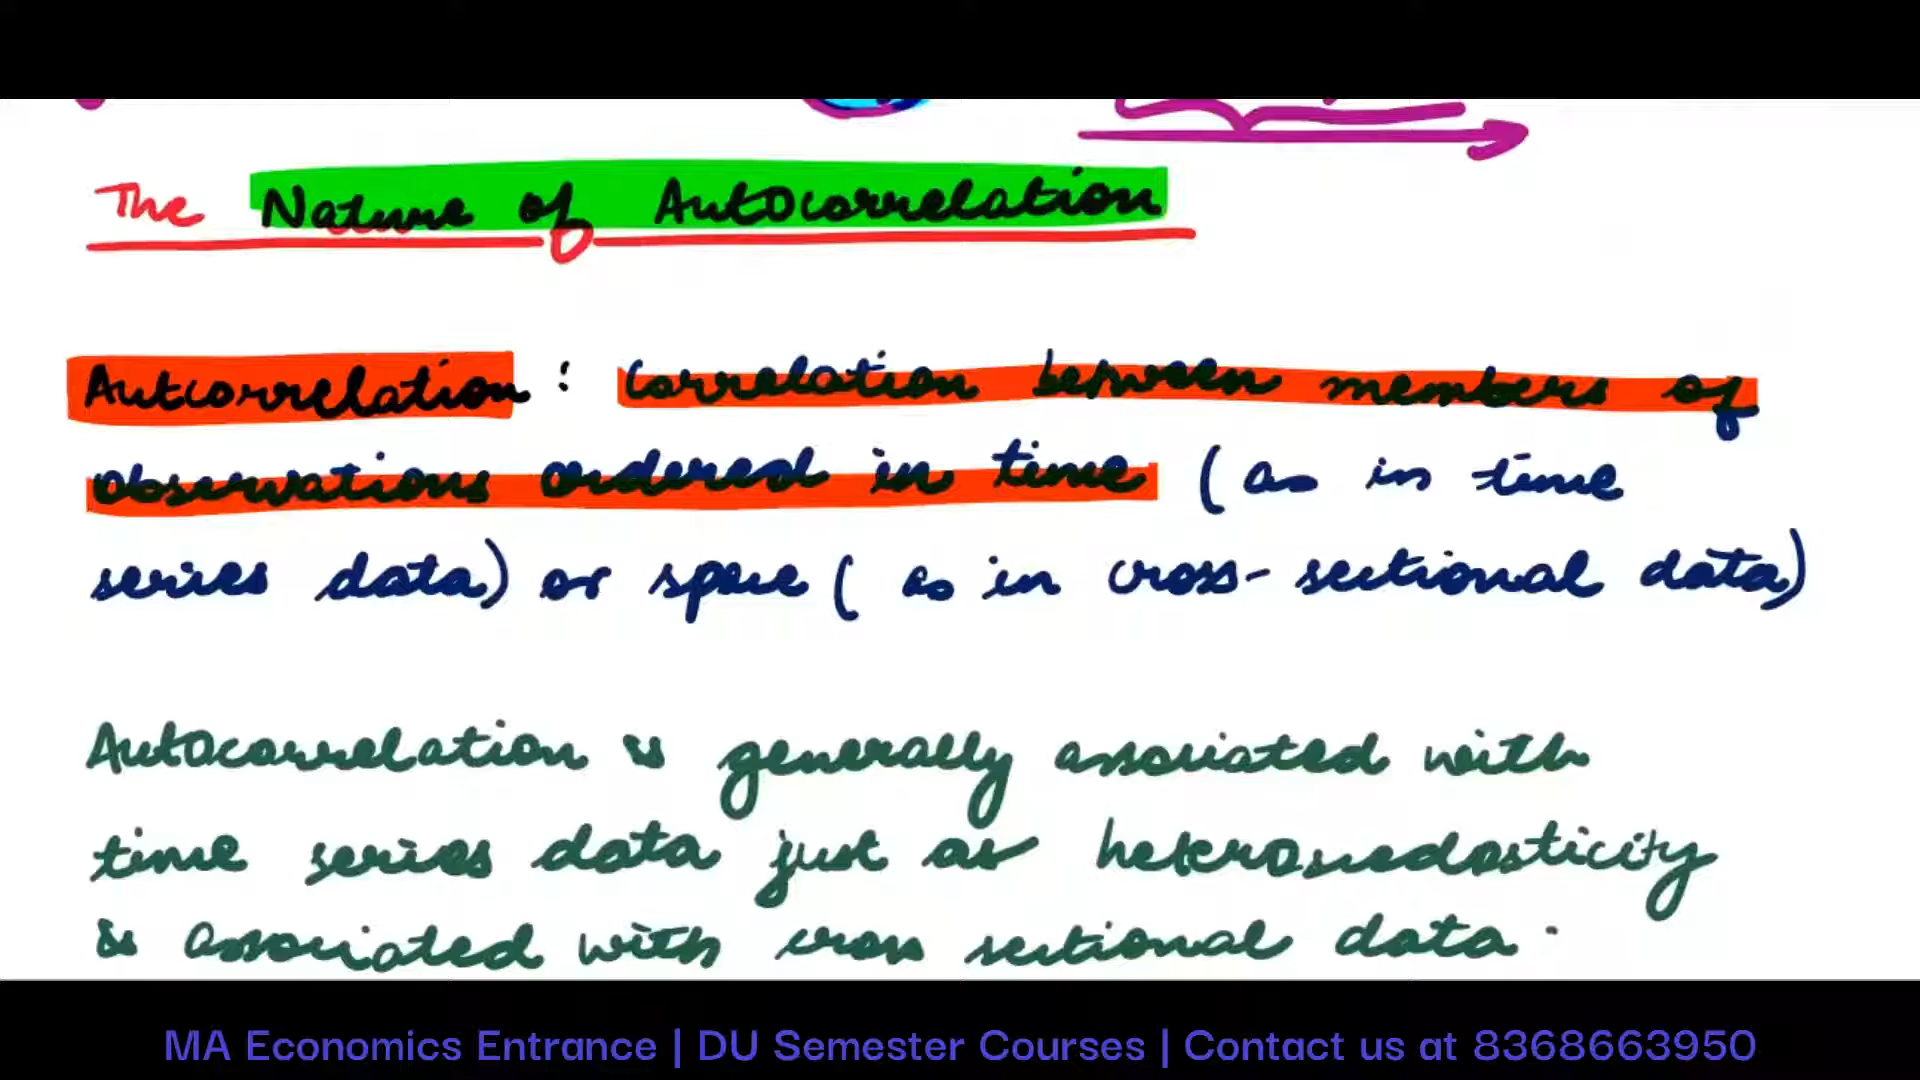 The Nature of Autocorrelation
Autcorrelation : Correlation between members of
observations ordered in time (as in time
series data) or space ( as in cross-sectional data)
Autocorrelation is generally associated with
time series data just as heteroscedasticity
is associated with cross sectional data.
MA Economics Entrance | DU Semester Courses | Contact us at 8368663950